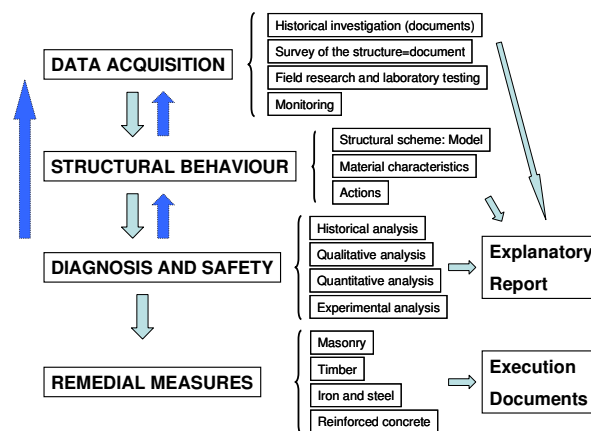 DATA ACQUISITION
Historical investigation (documents)
Survey of the structure=document
Field research and laboratory testing
Monitoring
STRUCTURAL BEHAVIOUR
Structural scheme: Model
Material characteristics
Actions
DIAGNOSIS AND SAFETY
Historical analysis
Qualitative analysis
Quantitative analysis
Experimental analysis
Explanatory
Report
REMEDIAL MEASURES
Masonry
Timber
Iron and steel
Reinforced concrete
Execution
Documents